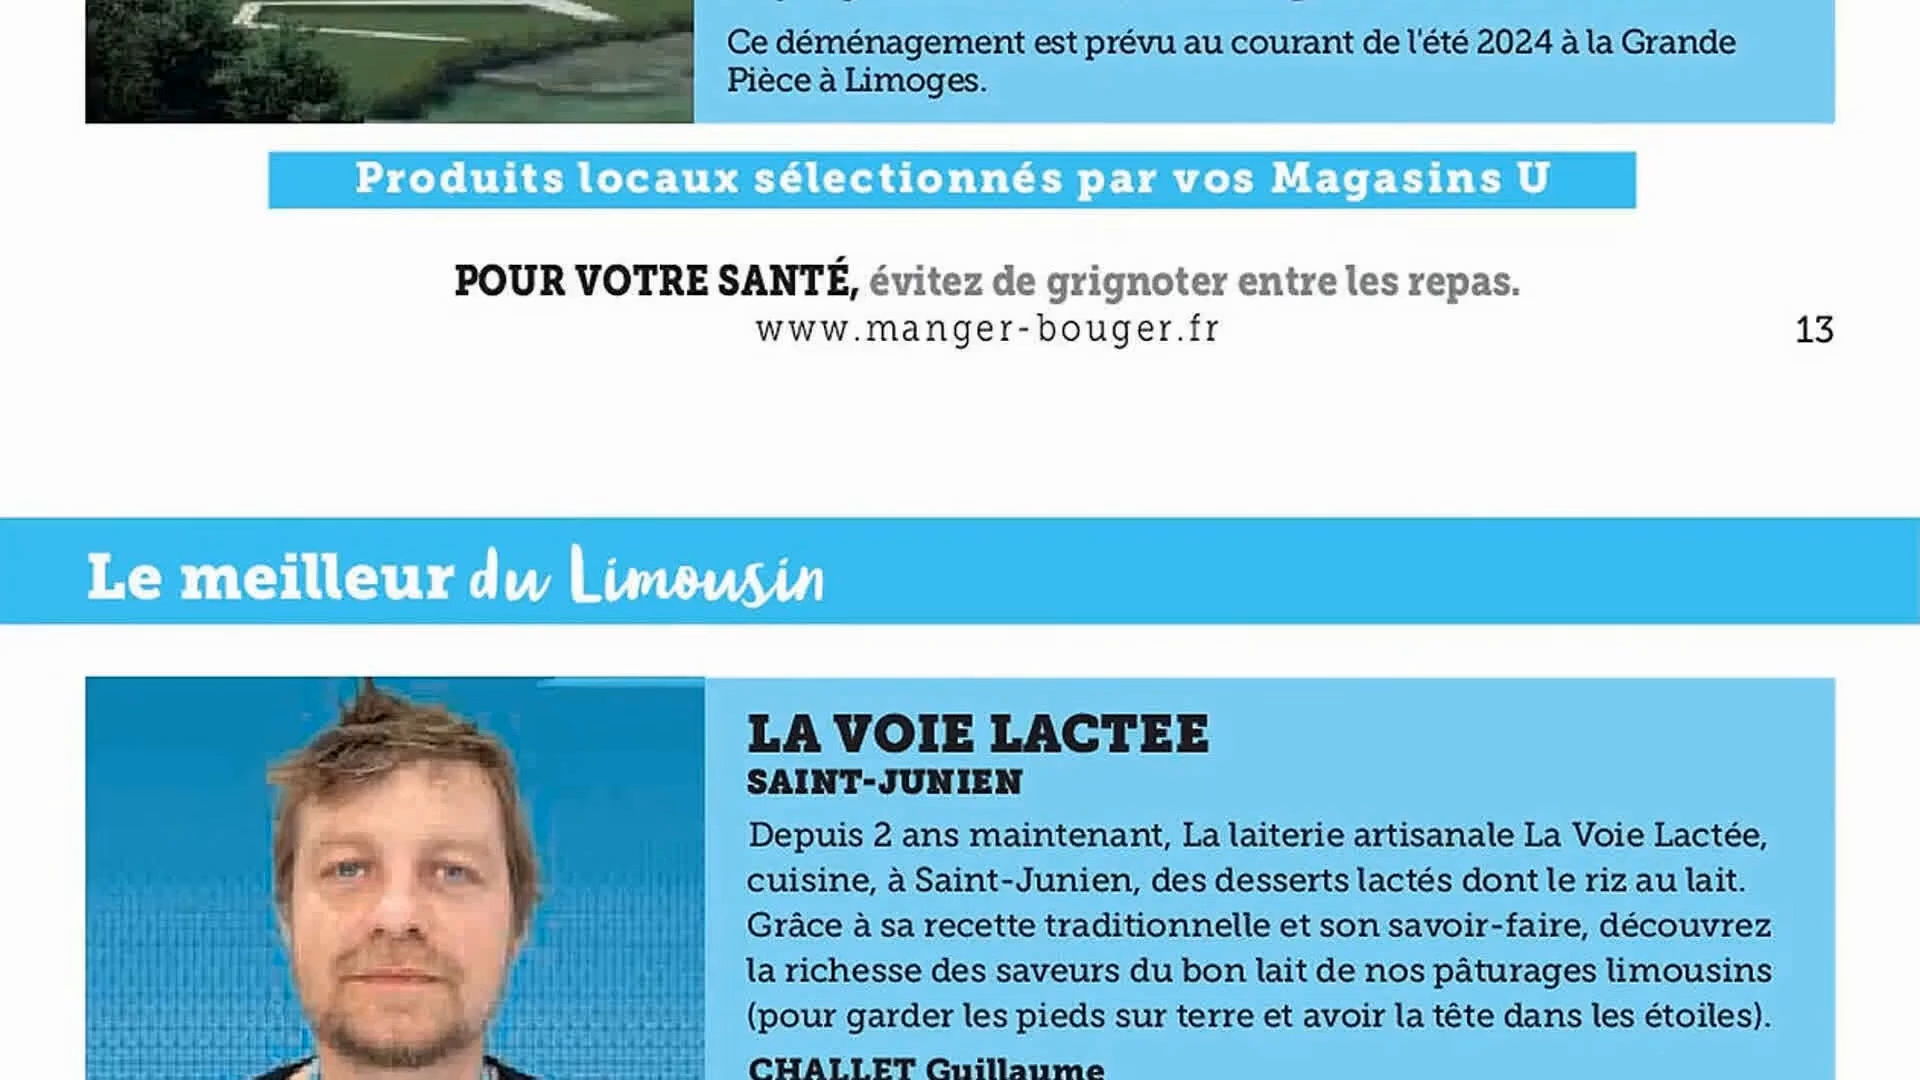 Ce déménagement est prévu au courant de l'été 2024 à la Grande
Pièce à Limoges.
Produits locaux sélectionnés par vos Magasins U
POUR VOTRE SANTÉ, évitez de grignoter entre les repas.
www.manger-bouger.fr
13
Le meilleur du Limousin
LA VOIE LACTEE
SAINT-JUNIEN
Depuis 2 ans maintenant, La laiterie artisanale La Voie Lactée,
cuisine, à Saint-Junien, des desserts lactés dont le riz au lait.
Grâce à sa recette traditionnelle et son savoir-faire, découvrez
la richesse des saveurs du bon lait de nos pâturages limousins
(pour garder les pieds sur terre et avoir la tête dans les étoiles).
CHALLET Guillaume